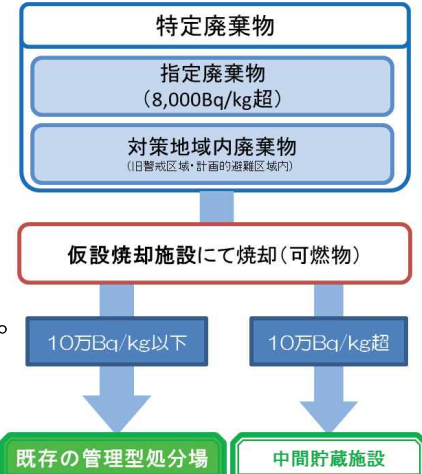 特定廃棄物
指定廃棄物
（8,000Bq/kg超）
対策地域内廃棄物
（旧警戒区域・計画的避難区域内）
仮設焼却施設にて焼却（可燃物）
。
10万Bq/kg以下
10万Bq/kg超
既存の管理型処分場
中間貯蔵施設